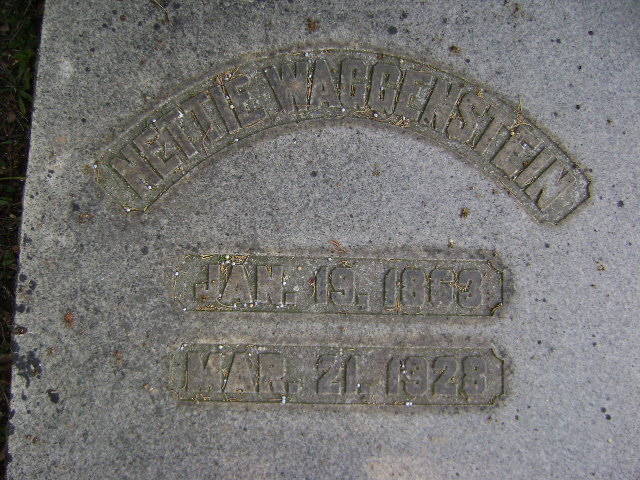 NETTIE WAGGENSTEIN
JAN. 19, 1863
MAR. 21, 1928